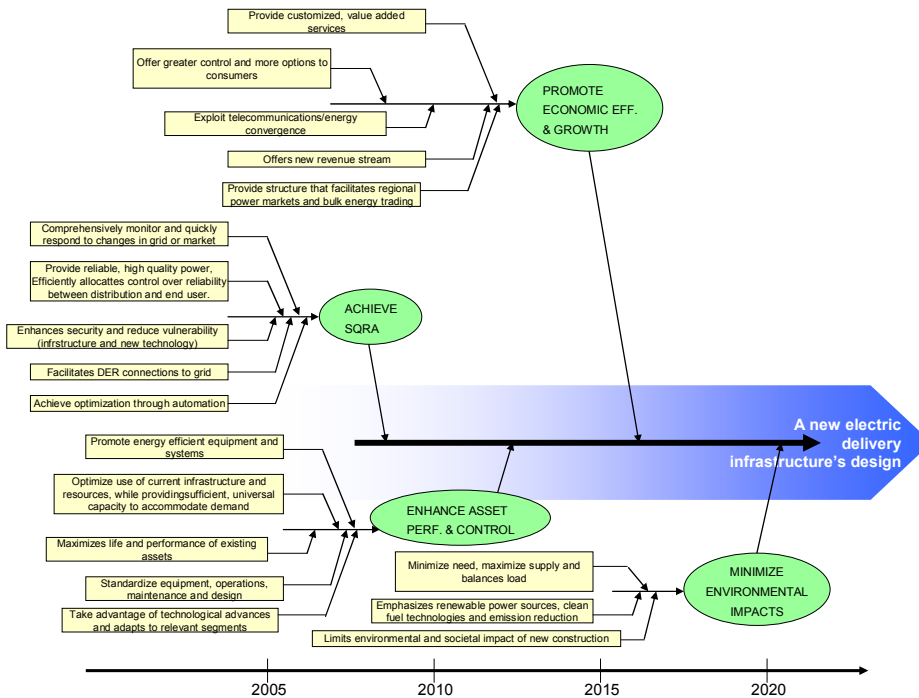 Provide customized, value added
services
Offer greater control and more options to
consumers
Exploit telecommunications/energy
convergence
Offers new revenue stream
Provide structure that facilitates regional
power markets and bulk energy trading
PROMOTE
ECONOMIC EFF.
& GROWTH
Comprehensively monitor and quickly
respond to changes in grid or market
Provide reliable, high quality power,
Efficiently allocattes control over reliability
between distribution and end user.
Enhances security and reduce vulnerability
(infrstructure and new technology)
Facilitates DER connections to grid
Achieve optimization through automation
ACHIEVE
SQRA
A new electric
delivery
infrastructure's design
Promote energy efficient equipment and
systems
Optimize use of current infrastructure and
resources, while providingsufficient, universal
capacity to accommodate demand
Maximizes life and performance of existing
assets
Standardize equipment, operations,
maintenance and design
Take advantage of technological advances
and adapts to relevant segments
ENHANCE ASSET
PERF. & CONTROL
Minimize need, maximize supply and
balances load
Emphasizes renewable power sources, clean
fuel technologies and emission reduction
Limits environmental and societal impact of new construction
MINIMIZE
ENVIRONMENTAL
IMPACTS
2005
2010
2015
2020